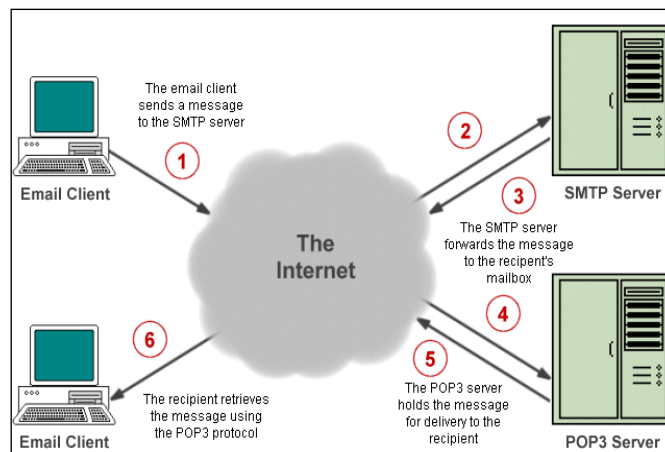 The email client
sends a message
to the SMTP server
1
Email Client
2
3
SMTP Server
The SMTP server
forwards the message
to the recipent's
mailbox
The
Internet
4
5
The POP3 server
holds the message
for delivery to the
recipient
POP3 Server
6
The recipient retrieves
the message using
the POP3 protocol
Email Client